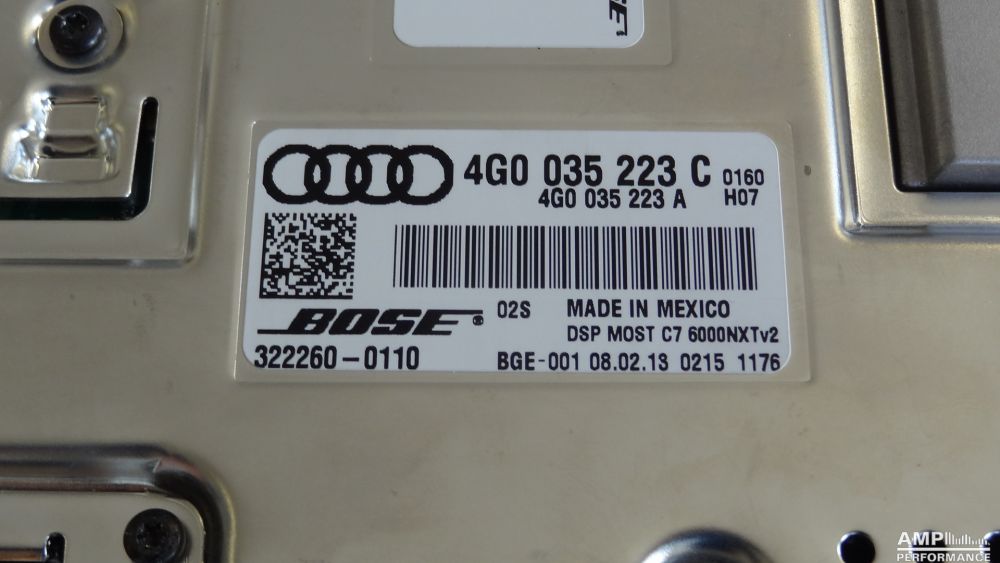 BOSE
4G0 035 223 C 0160
4G0 035 223 A H07
BOSE® 02S MADE IN MEXICO
DSP MOST C7 6000NXTv2
322260-0110 BGE-001 08.02.13 0215 1176
AMP
PERFORMANCE